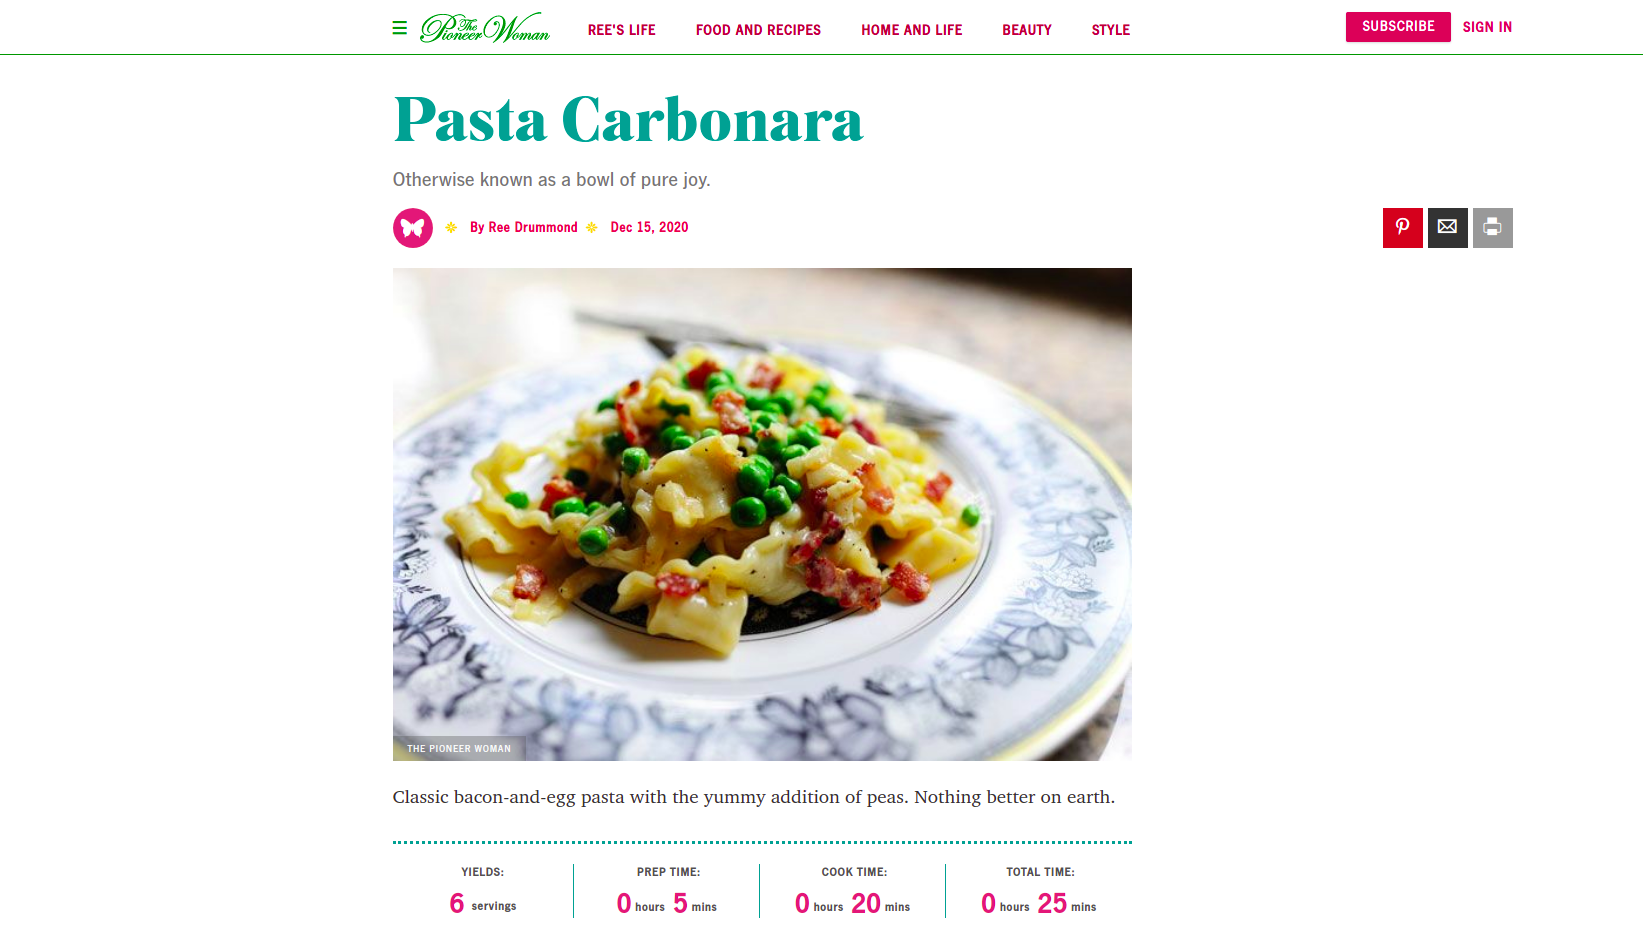 The Pioneer Woman
REE'S LIFE FOOD AND RECIPES HOME AND LIFE BEAUTY STYLE SUBSCRIBE SIGN IN
Pasta Carbonara
Otherwise known as a bowl of pure joy.
By Ree Drummond Dec 15, 2020
THE PIONEER WOMAN
Classic bacon-and-egg pasta with the yummy addition of peas. Nothing better on earth.
YIELDS: PREP TIME: COOK TIME: TOTAL TIME:
6 servings 0 hours 5 mins 0 hours 20 mins 0 hours 25 mins